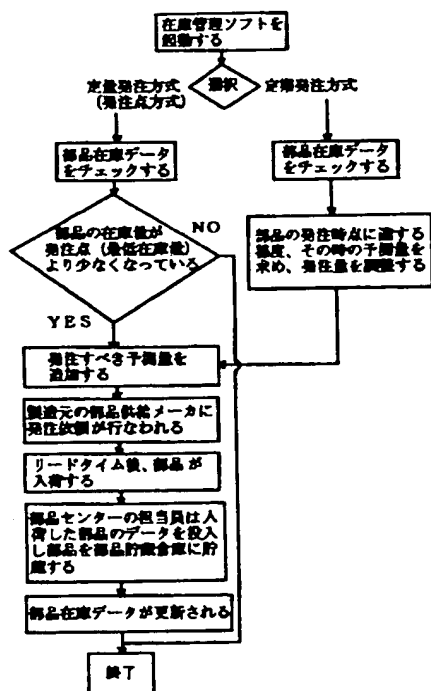 在庫管理ソフトを
起動する
選択
定量発注方式
(発注点方式)
定期発注方式
部品在庫データ
をチェックする
部品在庫データ
をチェックする
部品の在庫量が
発注点（最低在庫量）
より少なくなっている
NO
YES
部品の発注時点に達する
都度、その時の予測量を
求め、発注量を調整する
発注すべき予測量を
追加する
製造元の部品供給メーカに
発注依頼が行なわれる
リードタイム後、部品が
入荷する
部品センターの担当員は入
荷した部品のデータを投入
し部品を部品貯蔵倉庫に貯
蔵する
部品在庫データが更新される
終了